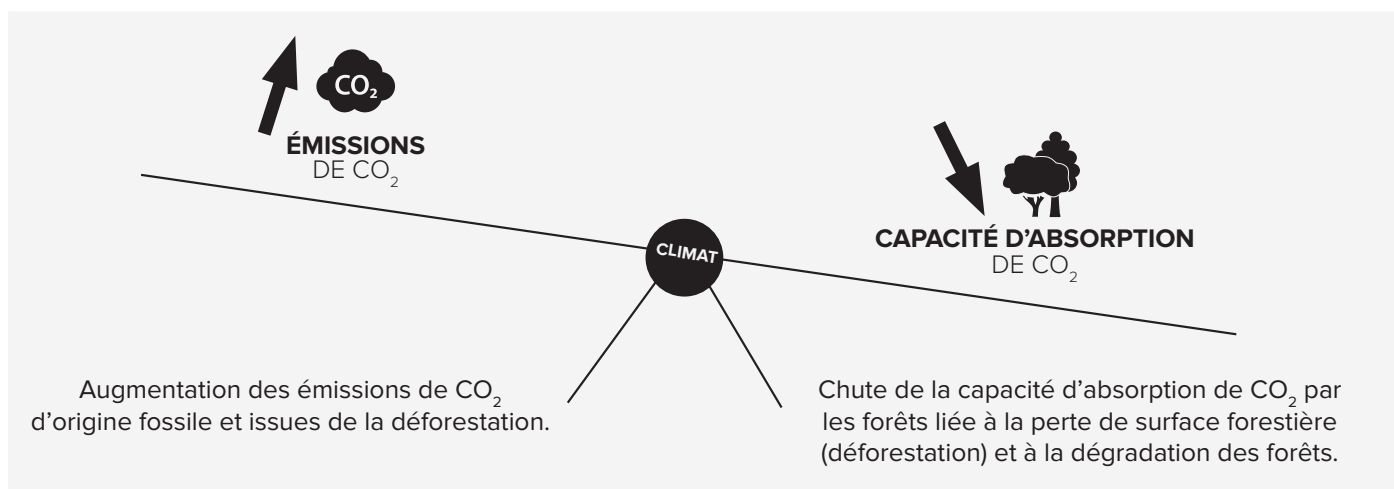 CO₂
ÉMISSIONS
DE CO₂
CAPACITÉ D’ABSORPTION
DE CO₂
CLIMAT
Augmentation des émissions de CO₂
d’origine fossile et issues de la déforestation.
Chute de la capacité d’absorption de CO₂ par
les forêts liée à la perte de surface forestière
(déforestation) et à la dégradation des forêts.